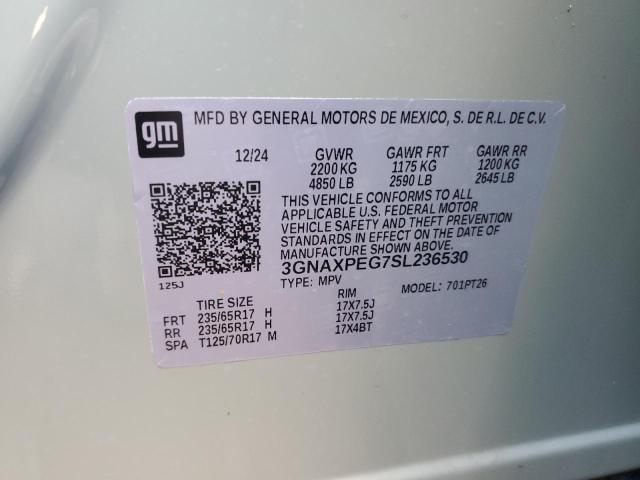 gm
MFD BY GENERAL MOTORS DE MEXICO, S. DE R.L. DE C.V.
12/24 GVWR GAWR FRT GAWR RR
2200 KG 1175 KG 1200 KG
4850 LB 2590 LB 2645 LB
THIS VEHICLE CONFORMS TO ALL
APPLICABLE U.S. FEDERAL MOTOR
VEHICLE SAFETY AND THEFT PREVENTION
STANDARDS IN EFFECT ON THE DATE OF
MANUFACTURE SHOWN ABOVE.
125J
3GNAXPEG7SL236530
TYPE: MPV MODEL: 701PT26
TIRE SIZE RIM
FRT 235/65R17 H 17X7.5J
RR 235/65R17 H 17X7.5J
SPA T125/70R17 M 17X4BT